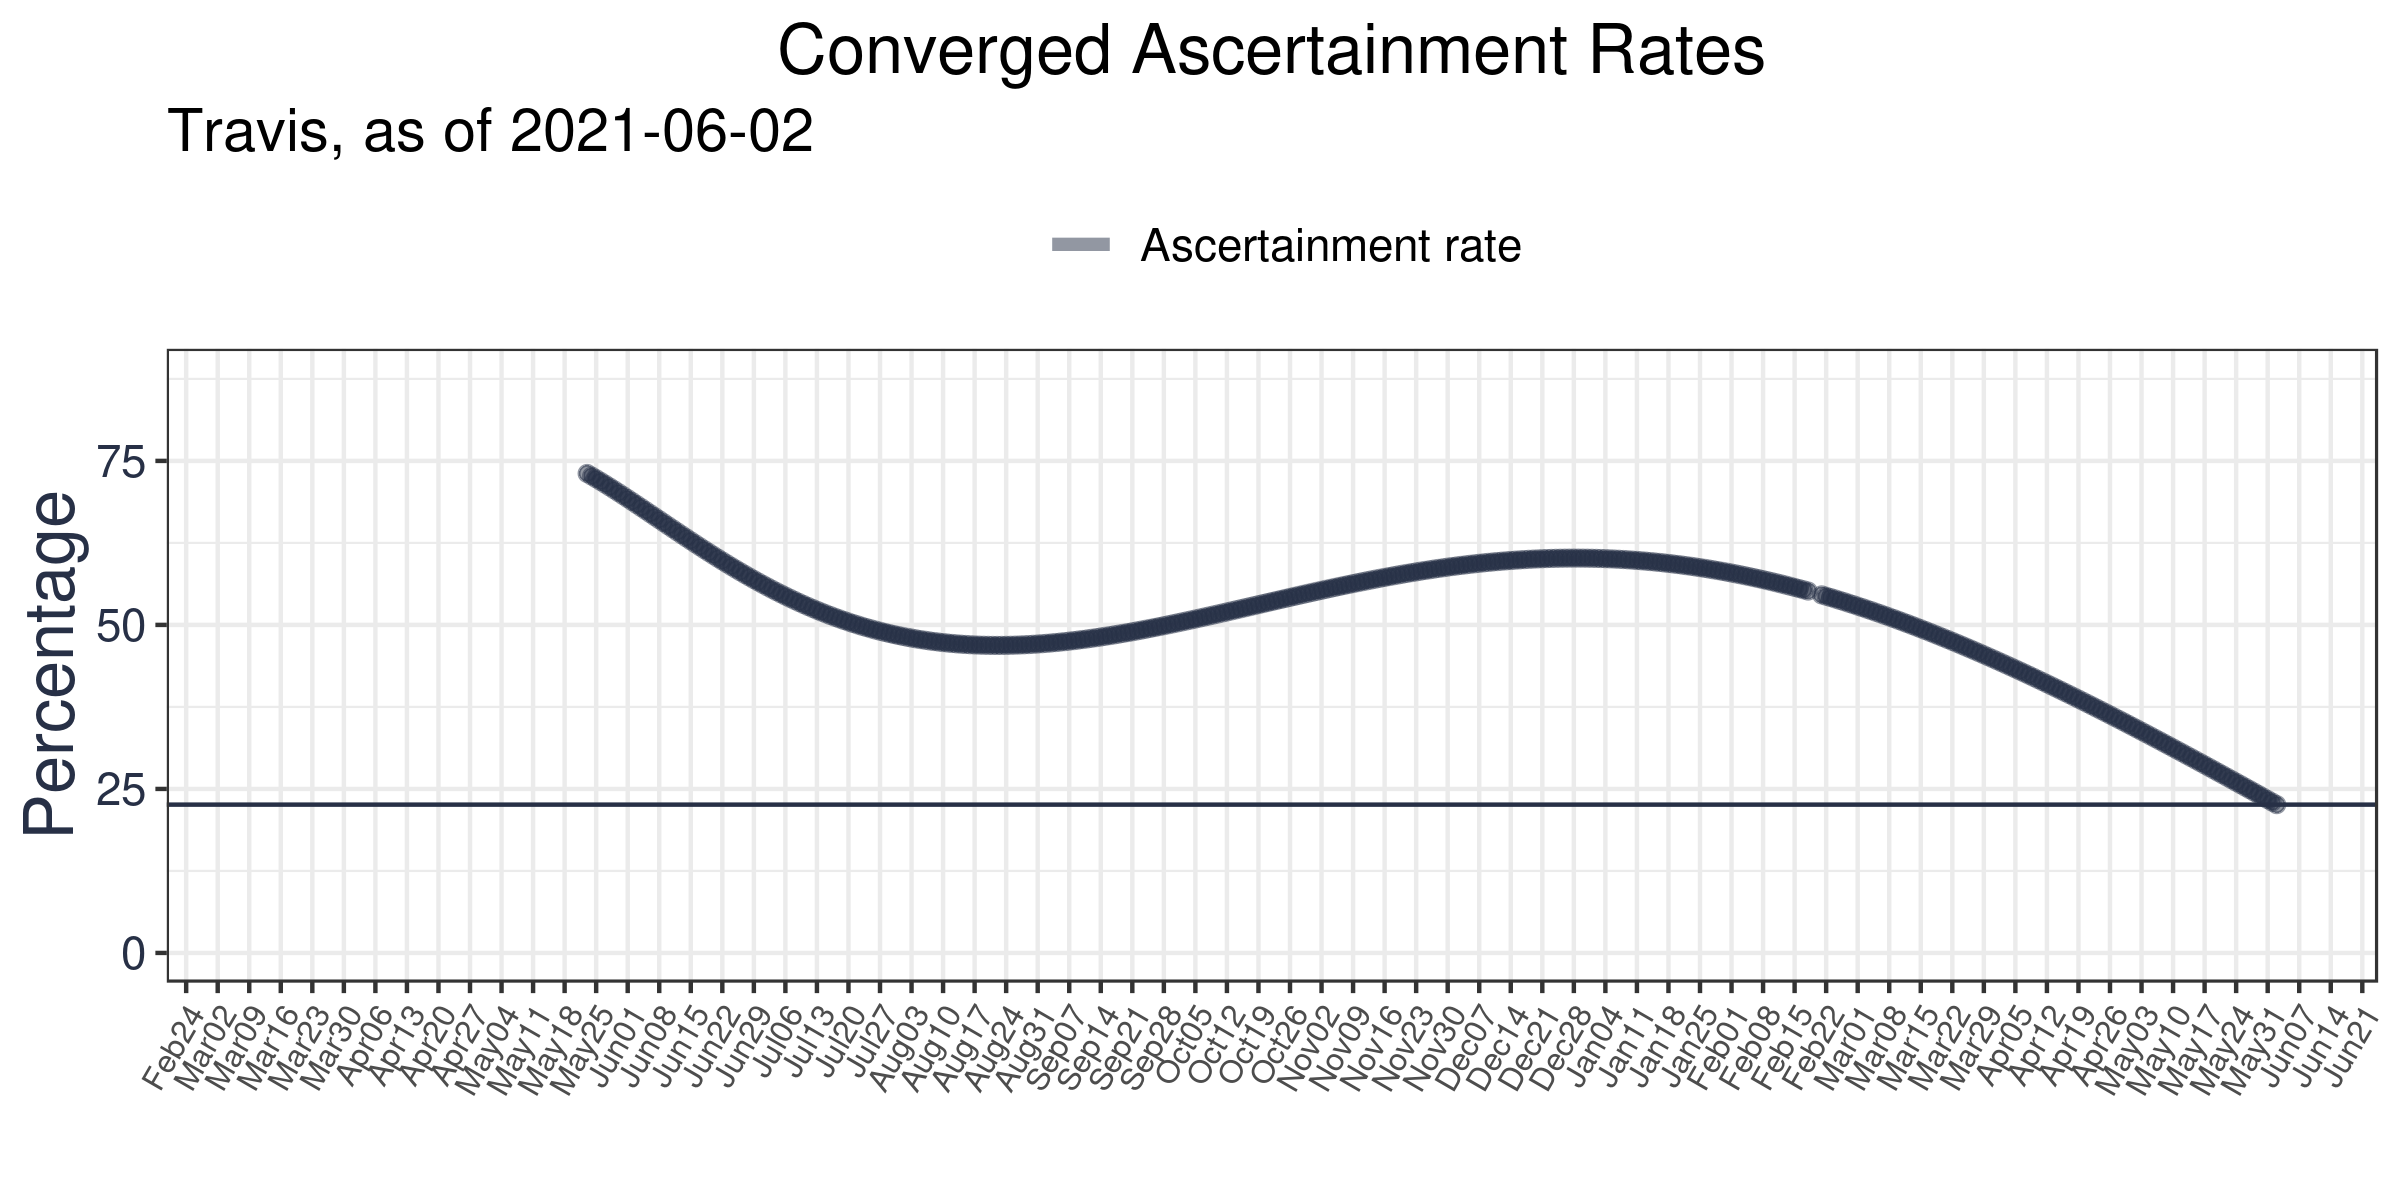 Converged Ascertainment Rates
Travis, as of 2021-06-02
Ascertainment rate
Percentage
75
50
25
0
Feb24
Mar02
Mar09
Mar16
Mar23
Mar30
Apr06
Apr13
Apr20
Apr27
May04
May11
May18
May25
Jun01
Jun08
Jun15
Jun22
Jun29
Jul06
Jul13
Jul20
Jul27
Aug03
Aug10
Aug17
Aug24
Aug31
Sep07
Sep14
Sep21
Sep28
Oct05
Oct12
Oct19
Oct26
Nov02
Nov09
Nov16
Nov23
Nov30
Dec07
Dec14
Dec21
Dec28
Jan04
Jan11
Jan18
Jan25
Feb01
Feb08
Feb15
Feb22
Mar01
Mar08
Mar15
Mar22
Mar29
Apr05
Apr12
Apr19
Apr26
May03
May10
May17
May24
May31
Jun07
Jun14
Jun21